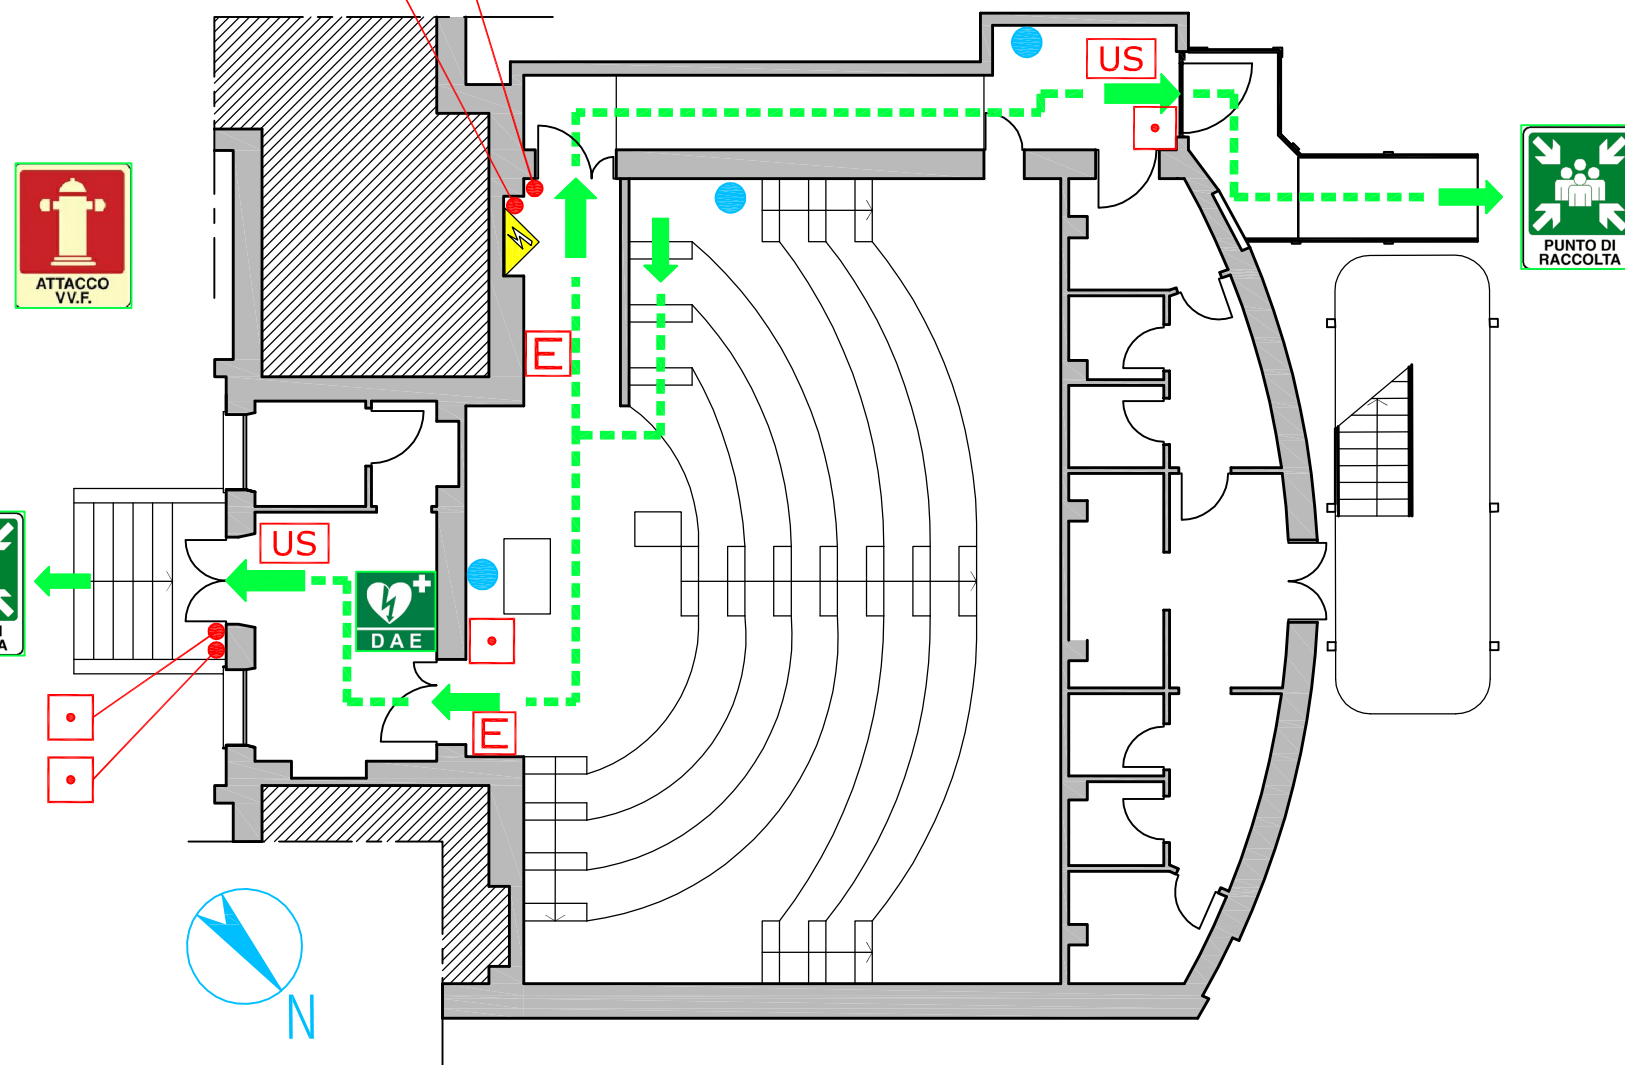 US
ATTACCO
VV.F.
PUNTO DI
RACCOLTA
E
US
DAE
E
N